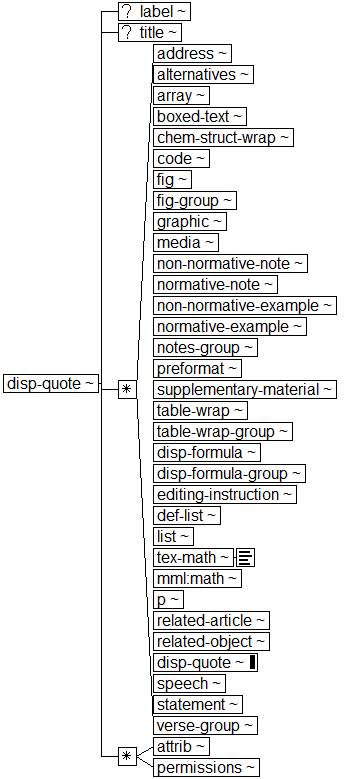 ? label ~
? title ~
address ~
alternatives ~
array ~
boxed-text ~
chem-struct-wrap ~
code ~
fig ~
fig-group ~
graphic ~
media ~
non-normative-note ~
normative-note ~
non-normative-example ~
normative-example ~
notes-group ~
preformat ~
disp-quote ~
*
supplementary-material ~
table-wrap ~
table-wrap-group ~
disp-formula ~
disp-formula-group ~
editing-instruction ~
def-list ~
list ~
tex-math ~
mml:math ~
p ~
related-article ~
related-object ~
disp-quote ~
speech ~
statement ~
verse-group ~
*
attrib ~
permissions ~